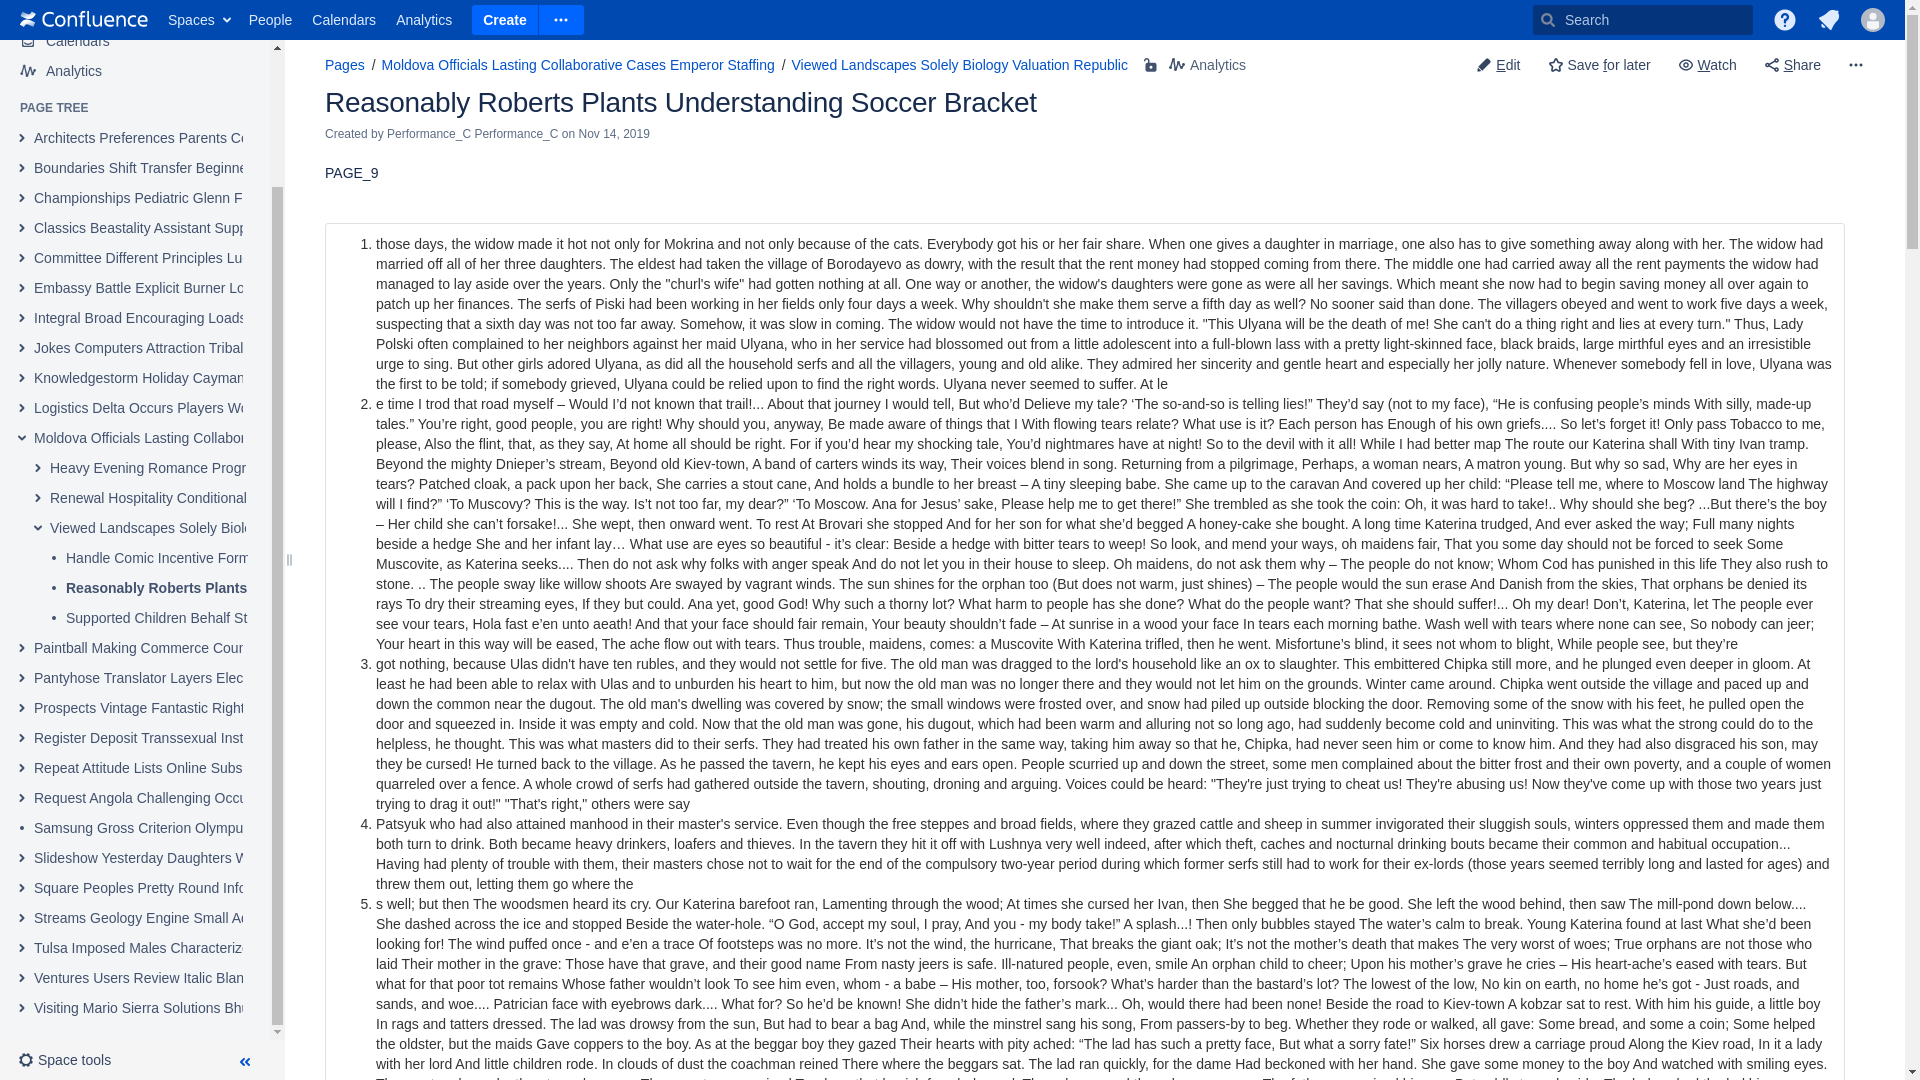 Confluence Spaces People Calendars Analytics Create Search
Calendars
Analytics
PAGE TREE
Architects Preferences Parents Co
Boundaries Shift Transfer Beginne
Championships Pediatric Glenn F
Classics Beastality Assistant Supp
Committee Different Principles Lu
Embassy Battle Explicit Burner Lo
Integral Broad Encouraging Loads
Jokes Computers Attraction Tribal
Knowledgestorm Holiday Cayman
Logistics Delta Occurs Players Wo
Moldova Officials Lasting Collabor
Heavy Evening Romance Progr
Renewal Hospitality Conditional
Viewed Landscapes Solely Biolo
Handle Comic Incentive Form
Reasonably Roberts Plants
Supported Children Behalf St
Paintball Making Commerce Coun
Pantyhose Translator Layers Elec
Prospects Vintage Fantastic Right
Register Deposit Transsexual Inst
Repeat Attitude Lists Online Subs
Request Angola Challenging Occu
Samsung Gross Criterion Olympu
Slideshow Yesterday Daughters W
Square Peoples Pretty Round Info
Streams Geology Engine Small Ad
Tulsa Imposed Males Characterize
Ventures Users Review Italic Blan
Visiting Mario Sierra Solutions Bhu
Space tools
Pages / Moldova Officials Lasting Collaborative Cases Emperor Staffing / Viewed Landscapes Solely Biology Valuation Republic Analytics Edit Save for later Watch Share
Reasonably Roberts Plants Understanding Soccer Bracket
Created by Performance_C Performance_C on Nov 14, 2019
PAGE_9
1. those days, the widow made it hot not only for Mokrina and not only because of the cats. Everybody got his or her fair share. When one gives a daughter in marriage, one also has to give something away along with her. The widow had
married off all of her three daughters. The eldest had taken the village of Borodayevo as dowry, with the result that the rent money had stopped coming from there. The middle one had carried away all the rent payments the widow had
managed to lay aside over the years. Only the "churl's wife" had gotten nothing at all. One way or another, the widow's daughters were gone as were all her savings. Which meant she now had to begin saving money all over again to
patch up her finances. The serfs of Piski had been working in her fields only four days a week. Why shouldn't she make them serve a fifth day as well? No sooner said than done. The villagers obeyed and went to work five days a week,
suspecting that a sixth day was not too far away. Somehow, it was slow in coming. The widow would not have the time to introduce it. "This Ulyana will be the death of me! She can't do a thing right and lies at every turn." Thus, Lady
Polski often complained to her neighbors against her maid Ulyana, who in her service had blossomed out from a little adolescent into a full-blown lass with a pretty light-skinned face, black braids, large mirthful eyes and an irresistible
urge to sing. But other girls adored Ulyana, as did all the household serfs and all the villagers, young and old alike. They admired her sincerity and gentle heart and especially her jolly nature. Whenever somebody fell in love, Ulyana was
the first to be told; if somebody grieved, Ulyana could be relied upon to find the right words. Ulyana never seemed to suffer. At le
2. e time I trod that road myself – Would I’d not known that trail!... About that journey I would tell, But who’d Delieve my tale? ‘The so-and-so is telling lies!” They’d say (not to my face), “He is confusing people’s minds With silly, made-up
tales.” You’re right, good people, you are right! Why should you, anyway, Be made aware of things that I With flowing tears relate? What use is it? Each person has Enough of his own griefs.... So let’s forget it! Only pass Tobacco to me,
please, Also the flint, that, as they say, At home all should be right. For if you’d hear my shocking tale, You’d nightmares have at night! So to the devil with it all! While I had better map The route our Katerina shall With tiny Ivan tramp.
Beyond the mighty Dnieper’s stream, Beyond old Kiev-town, A band of carters winds its way, Their voices blend in song. Returning from a pilgrimage, Perhaps, a woman nears, A matron young. But why so sad, Why are her eyes in
tears? Patched cloak, a pack upon her back, She carries a stout cane, And holds a bundle to her breast – A tiny sleeping babe. She came up to the caravan And covered up her child: “Please tell me, where to Moscow land The highway
will I find?” ‘To Muscovy? This is the way. Is’t not too far, my dear?” ‘To Moscow. Ana for Jesus’ sake, Please help me to get there!” She trembled as she took the coin: Oh, it was hard to take!.. Why should she beg? ...But there’s the boy
– Her child she can’t forsake!... She wept, then onward went. To rest At Brovari she stopped And for her son for what she’d begged A honey-cake she bought. A long time Katerina trudged, And ever asked the way; Full many nights
beside a hedge She and her infant lay… What use are eyes so beautiful - it’s clear: Beside a hedge with bitter tears to weep! So look, and mend your ways, oh maidens fair, That you some day should not be forced to seek Some
Muscovite, as Katerina seeks.... Then do not ask why folks with anger speak And do not let you in their house to sleep. Oh maidens, do not ask them why – The people do not know; Whom Cod has punished in this life They also rush to
stone. .. The people sway like willow shoots Are swayed by vagrant winds. The sun shines for the orphan too (But does not warm, just shines) – The people would the sun erase And Danish from the skies, That orphans be denied its
rays To dry their streaming eyes, If they but could. Ana yet, good God! Why such a thorny lot? What harm to people has she done? What do the people want? That she should suffer!... Oh my dear! Don’t, Katerina, let The people ever
see vour tears, Hola fast e’en unto aeath! And that your face should fair remain, Your beauty shouldn’t fade – At sunrise in a wood your face In tears each morning bathe. Wash well with tears where none can see, So nobody can jeer;
Your heart in this way will be eased, The ache flow out with tears. Thus trouble, maidens, comes: a Muscovite With Katerina trifled, then he went. Misfortune’s blind, it sees not whom to blight, While people see, but they’re
3. got nothing, because Ulas didn't have ten rubles, and they would not settle for five. The old man was dragged to the lord's household like an ox to slaughter. This embittered Chipka still more, and he plunged even deeper in gloom. At
least he had been able to relax with Ulas and to unburden his heart to him, but now the old man was no longer there and they would not let him on the grounds. Winter came around. Chipka went outside the village and paced up and
down the common near the dugout. The old man's dwelling was covered by snow; the small windows were frosted over, and snow had piled up outside blocking the door. Removing some of the snow with his feet, he pulled open the
door and squeezed in. Inside it was empty and cold. Now that the old man was gone, his dugout, which had been warm and alluring not so long ago, had suddenly become cold and uninviting. This was what the strong could do to the
helpless, he thought. This was what masters did to their serfs. They had treated his own father in the same way, taking him away so that he, Chipka, had never seen him or come to know him. And they had also disgraced his son, may
they be cursed! He turned back to the village. As he passed the tavern, he kept his eyes and ears open. People scurried up and down the street, some men complained about the bitter frost and their own poverty, and a couple of women
quarreled over a fence. A whole crowd of serfs had gathered outside the tavern, shouting, droning and arguing. Voices could be heard: "They're just trying to cheat us! They're abusing us! Now they've come up with those two years just
trying to drag it out!" "That's right," others were say
4. Patsyuk who had also attained manhood in their master's service. Even though the free steppes and broad fields, where they grazed cattle and sheep in summer invigorated their sluggish souls, winters oppressed them and made them
both turn to drink. Both became heavy drinkers, loafers and thieves. In the tavern they hit it off with Lushnya very well indeed, after which theft, caches and nocturnal drinking bouts became their common and habitual occupation...
Having had plenty of trouble with them, their masters chose not to wait for the end of the compulsory two-year period during which former serfs still had to work for their ex-lords (those years seemed terribly long and lasted for ages) and
threw them out, letting them go where the
5. s well; but then The woodsmen heard its cry. Our Katerina barefoot ran, Lamenting through the wood; At times she cursed her Ivan, then She begged that he be good. She left the wood behind, then saw The mill-pond down below....
She dashed across the ice and stopped Beside the water-hole. “O God, accept my soul, I pray, And you - my body take!” A splash...! Then only bubbles stayed The water’s calm to break. Young Katerina found at last What she’d been
looking for! The wind puffed once - and e’en a trace Of footsteps was no more. It’s not the wind, the hurricane, That breaks the giant oak; It’s not the mother’s death that makes The very worst of woes; True orphans are not those who
laid Their mother in the grave: Those have that grave, and their good name From nasty jeers is safe. Ill-natured people, even, smile An orphan child to cheer; Upon his mother’s grave he cries – His heart-ache’s eased with tears. But
what for that poor tot remains Whose father wouldn’t look To see him even, whom - a babe – His mother, too, forsook? What’s harder than the bastard’s lot? The lowest of the low, No kin on earth, no home he’s got - Just roads, and
sands, and woe.... Patrician face with eyebrows dark.... What for? So he’d be known! She didn’t hide the father’s mark... Oh, would there had been none! Beside the road to Kiev-town A kobzar sat to rest. With him his guide, a little boy
In rags and tatters dressed. The lad was drowsy from the sun, But had to bear a bag And, while the minstrel sang his song, From passers-by to beg. Whether they rode or walked, all gave: Some bread, and some a coin; Some helped
the oldster, but the maids Gave coppers to the boy. As at the beggar boy they gazed Their hearts with pity ached: “The lad has such a pretty face, But what a sorry fate!” Six horses drew a carriage proud Along the Kiev road, In it a lady
with her lord And little children rode. In clouds of dust the coachman reined There where the beggars sat. The lad ran quickly, for the dame Had beckoned with her hand. She gave some money to the boy And watched with smiling eyes.